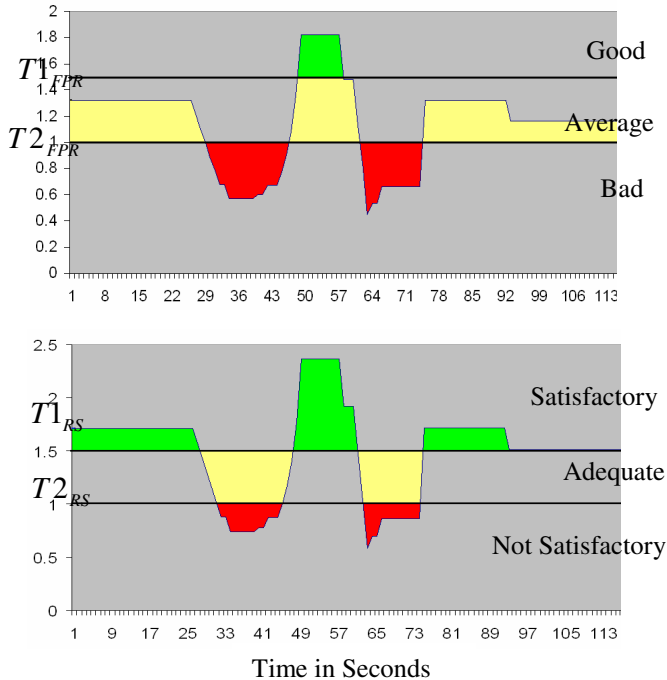 2
1.8
Good
1.6
T1FPR
1.4
1.2
Average
T2FPR
1
0.8
Bad
0.6
0.4
0.2
0
1 8 15 22 29 36 43 50 57 64 71 78 85 92 99 106 113
2.5
2
Satisfactory
T1RS
1.5
Adequate
T2RS
1
0.5
Not Satisfactory
0
1 9 17 25 33 41 49 57 65 73 81 89 97 105 113
Time in Seconds